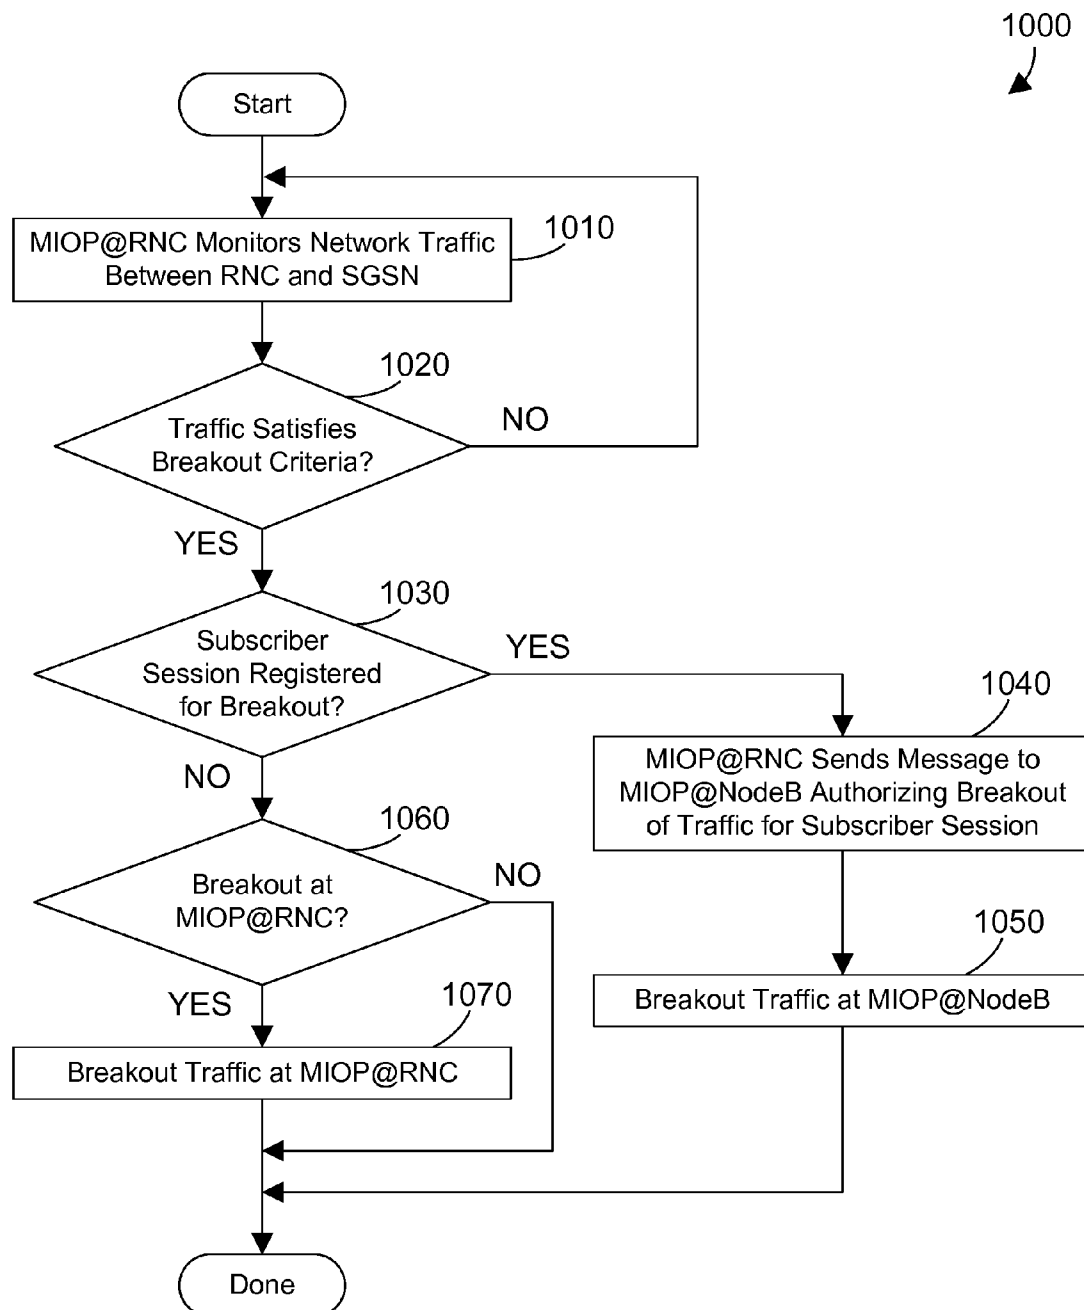 1000
Start
MIOP@RNC Monitors Network Traffic
Between RNC and SGSN
1010
1020
Traffic Satisfies
Breakout Criteria?
NO
YES
1030
Subscriber
Session Registered
for Breakout?
YES
NO
1040
MIOP@RNC Sends Message to
MIOP@NodeB Authorizing Breakout
of Traffic for Subscriber Session
1060
Breakout at
MIOP@RNC?
NO
YES
1050
Breakout Traffic at MIOP@NodeB
1070
Breakout Traffic at MIOP@RNC
Done